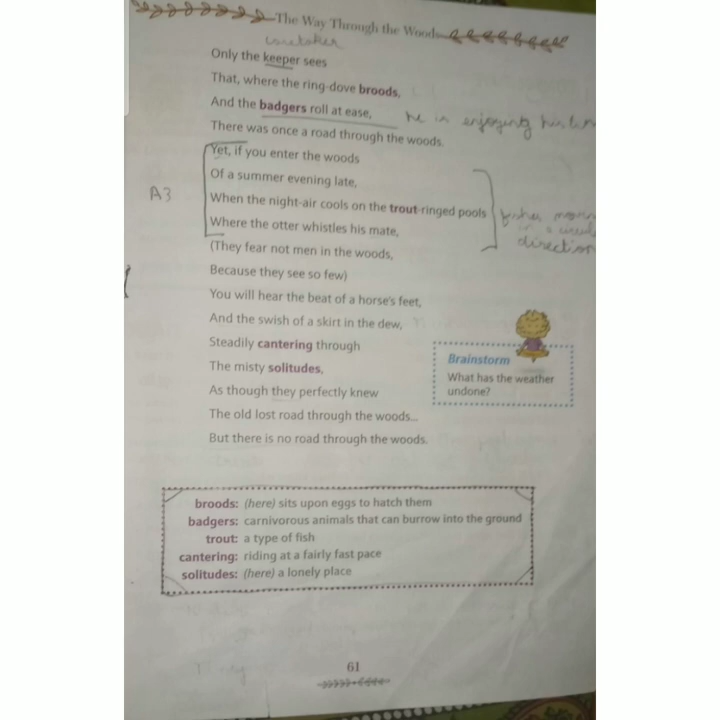 The Way Through the Woods
caretaker
Only the keeper sees
That, where the ring-dove broods,
And the badgers roll at ease,
he is enjoying his
There was once a road through the woods.
Yet, if you enter the woods
Of a summer evening late,
A3
When the night-air cools on the trout-ringed pools
Where the otter whistles his mate,
direction
(They fear not men in the woods,
Because they see so few)
You will hear the beat of a horse's feet,
And the swish of a skirt in the dew,
Steadily cantering through
The misty solitudes,
As though they perfectly knew
The old lost road through the woods...
But there is no road through the woods.
Brainstorm
What has the weather
undone?
broods: (here) sits upon eggs to hatch them
badgers: carnivorous animals that can burrow into the ground
trout: a type of fish
cantering: riding at a fairly fast pace
solitudes: (here) a lonely place
61